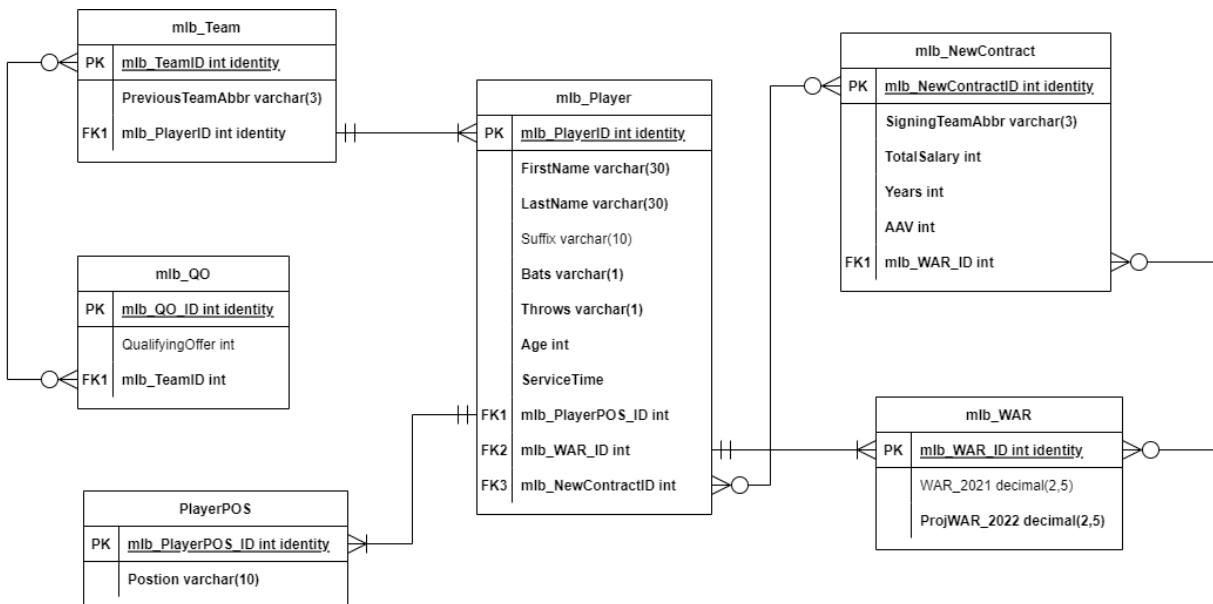 mlb_Team
PK mlb_TeamID int identity
PreviousTeamAbbr varchar(3)
FK1 mlb_PlayerID int identity
mlb_QO
PK mlb_QO_ID int identity
QualifyingOffer int
FK1 mlb_TeamID int
PlayerPOS
PK mlb_PlayerPOS_ID int identity
Postion varchar(10)
mlb_Player
PK mlb_PlayerID int identity
FirstName varchar(30)
LastName varchar(30)
Suffix varchar(10)
Bats varchar(1)
Throws varchar(1)
Age int
ServiceTime
FK1 mlb_PlayerPOS_ID int
FK2 mlb_WAR_ID int
FK3 mlb_NewContractID int
mlb_NewContract
PK mlb_NewContractID int identity
SigningTeamAbbr varchar(3)
TotalSalary int
Years int
AAV int
FK1 mlb_WAR_ID int
mlb_WAR
PK mlb_WAR_ID int identity
WAR_2021 decimal(2,5)
ProjWAR_2022 decimal(2,5)